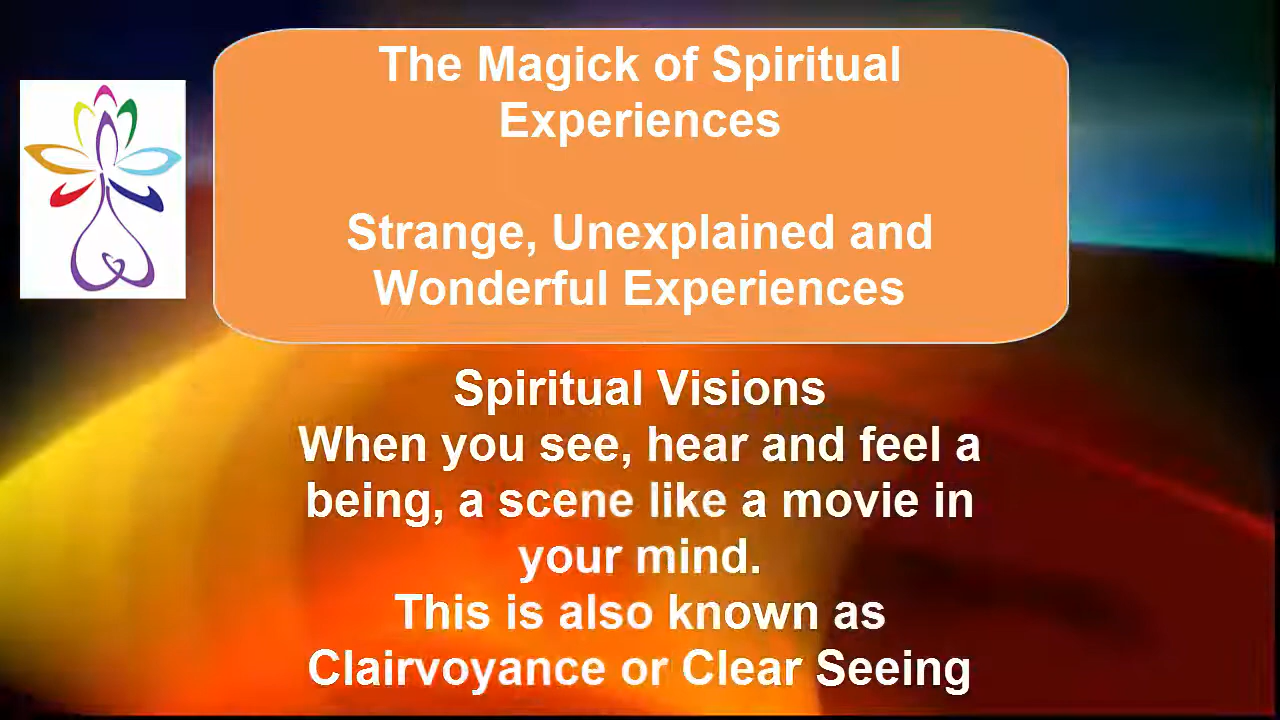 The Magick of Spiritual
Experiences
Strange, Unexplained and
Wonderful Experiences
Spiritual Visions
When you see, hear and feel a
being, a scene like a movie in
your mind.
This is also known as
Clairvoyance or Clear Seeing